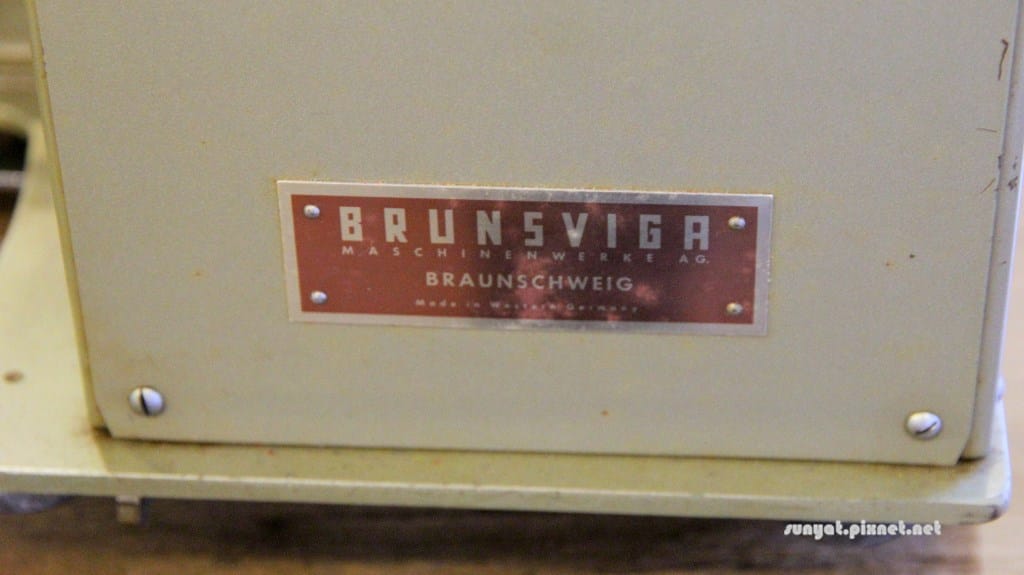 BRUNSVIGA
MASCHINENWERKE AG.
BRAUNSCHWEIG
Made in Western Germany
sunyat.pixnet.net